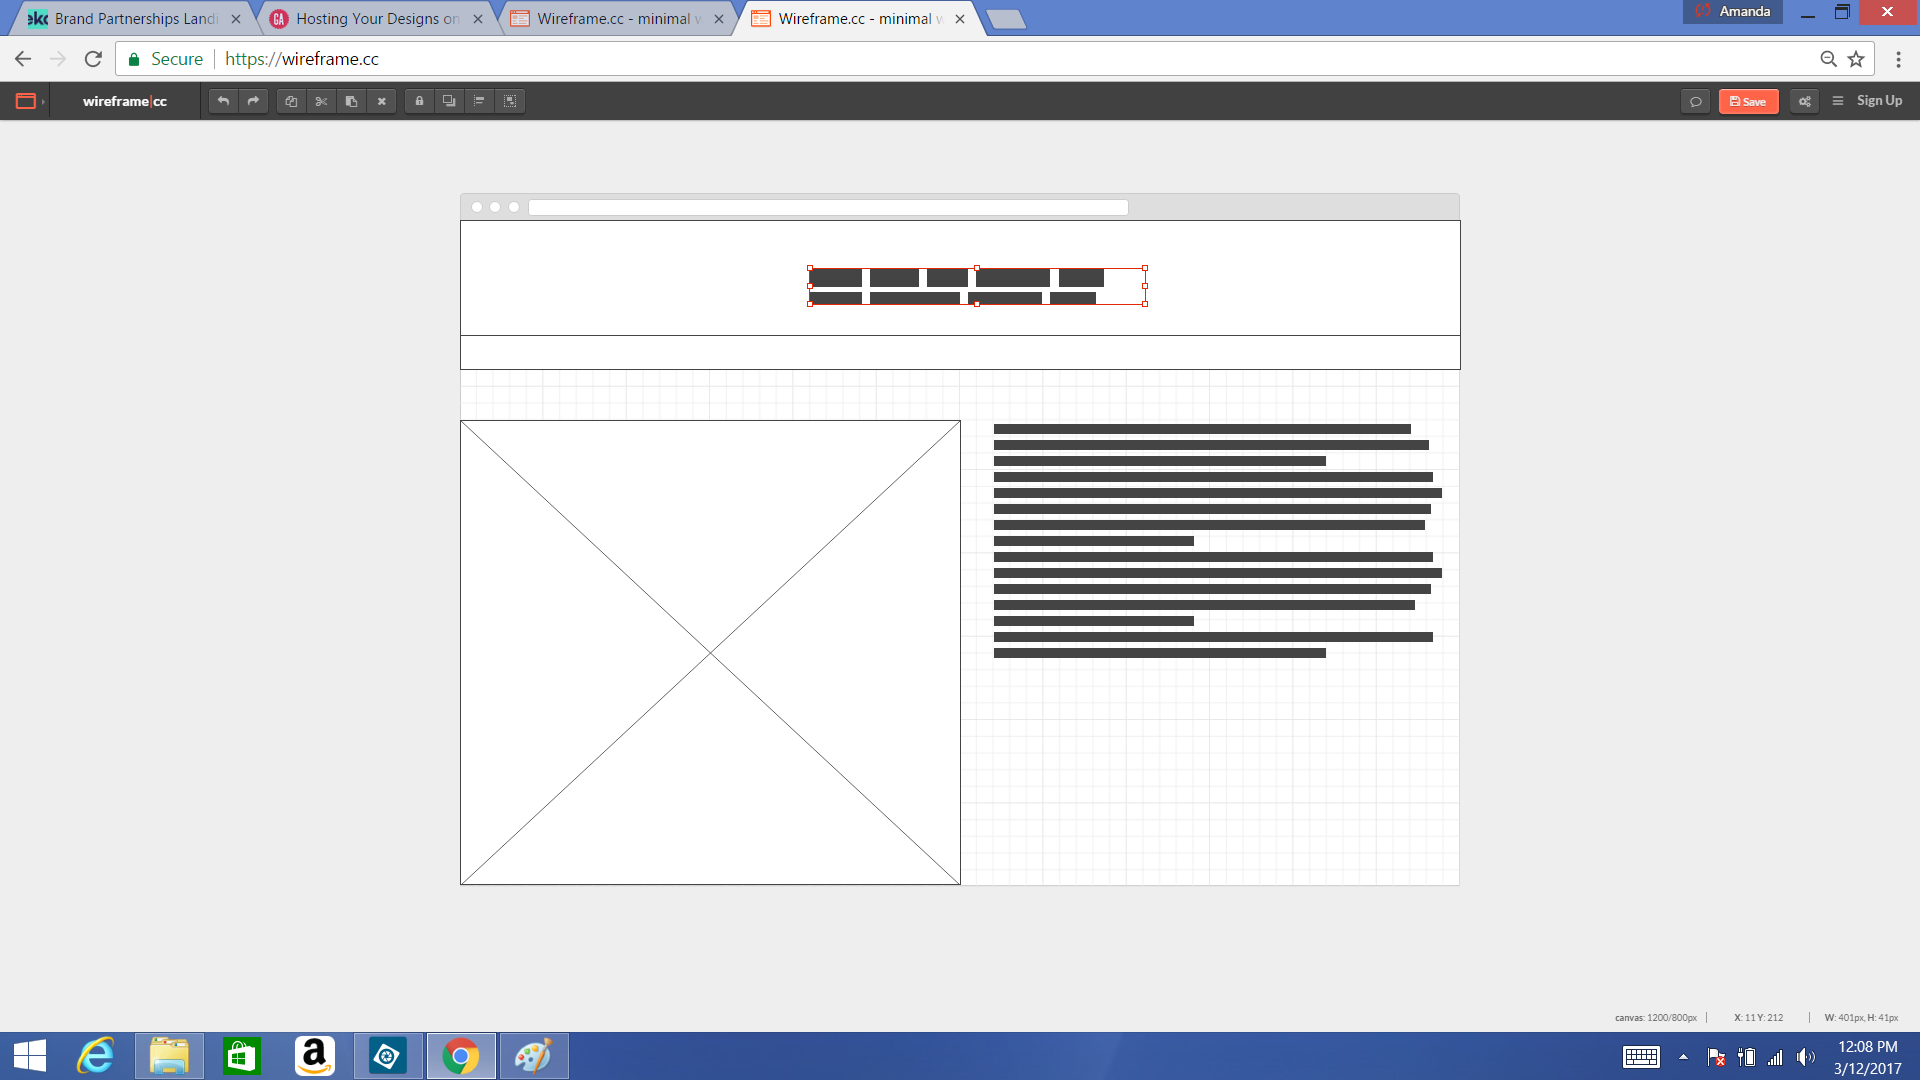 Brand Partnerships Landi
GA Hosting Your Designs on
Wireframe.cc - minimal w
Wireframe.cc - minimal w
Amanda
Secure https://wireframe.cc
wireframe|cc
Save
Sign Up
canvas: 1200/800px
X: 11 Y: 212
W: 401px, H: 41px
12:08 PM
3/12/2017